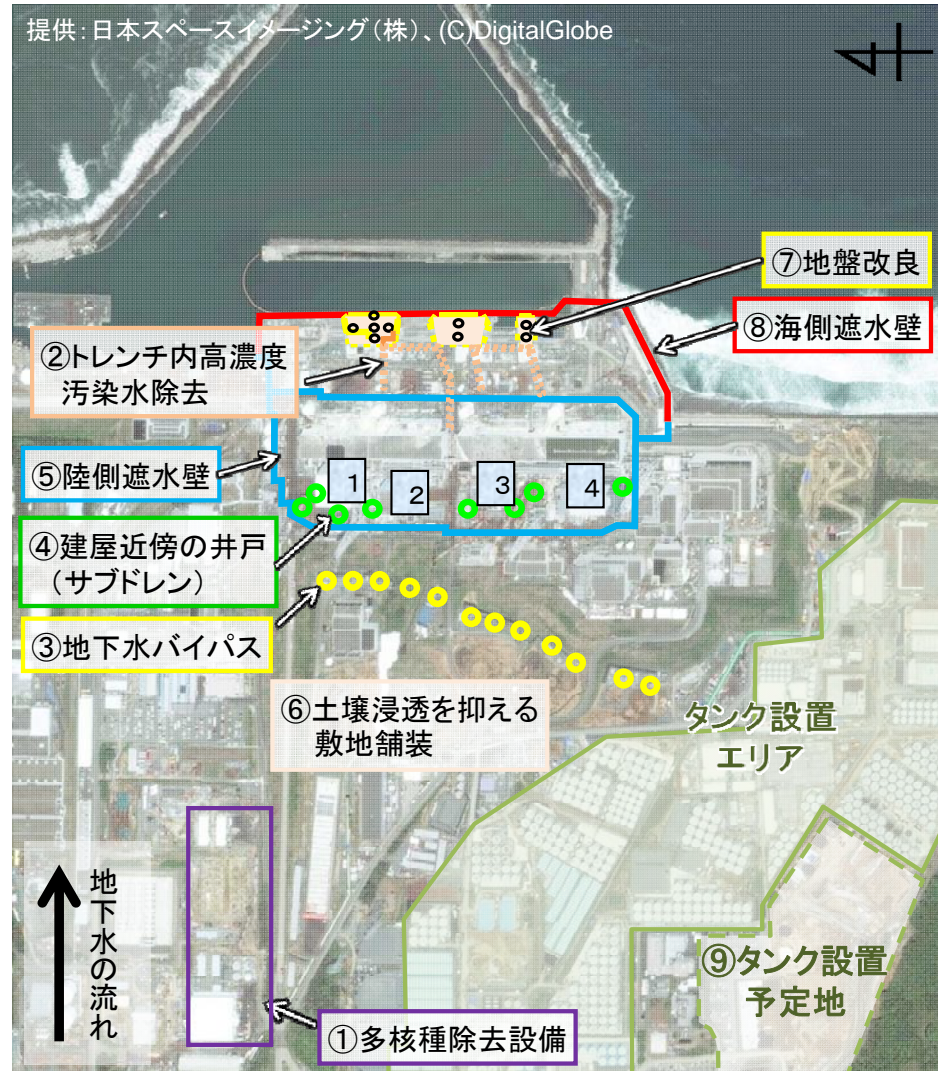 提供：日本スペースイメージング（株）、(C)DigitalGlobe
⑦地盤改良
⑧海側遮水壁
②トレンチ内高濃度
汚染水除去
⑤陸側遮水壁
1
2
3
4
④建屋近傍の井戸
（サブドレン）
③地下水バイパス
⑥土壌浸透を抑える
敷地舗装
タンク設置
エリア
地下水の流れ
⑨タンク設置
予定地
①多核種除去設備